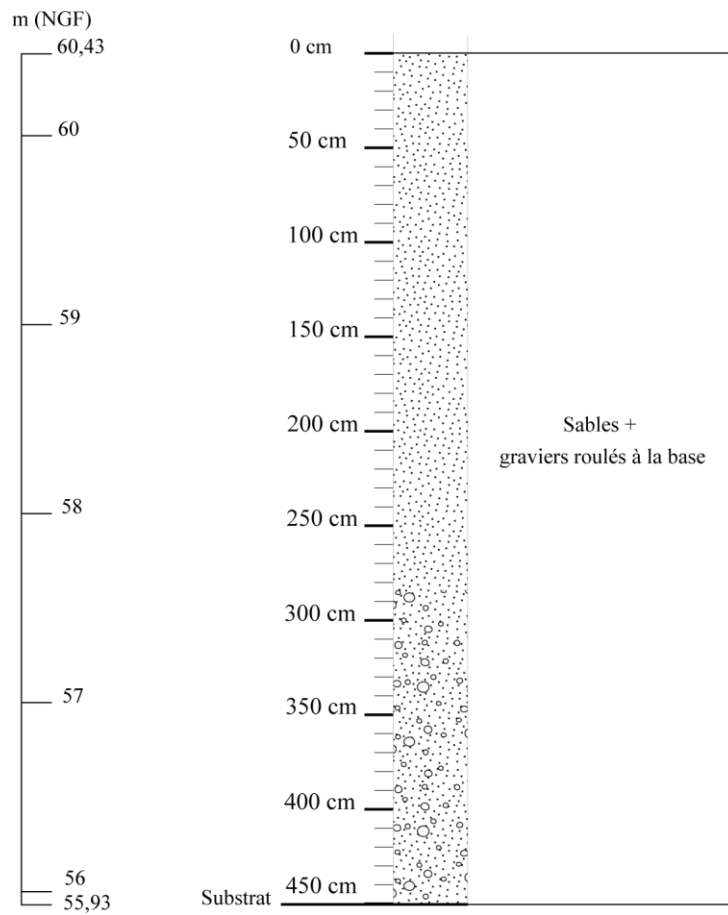 m (NGF)
60,43
60
59
58
57
56
55,93
0 cm
50 cm
100 cm
150 cm
200 cm
250 cm
300 cm
350 cm
400 cm
450 cm
Substrat
Sables +
graviers roulés à la base